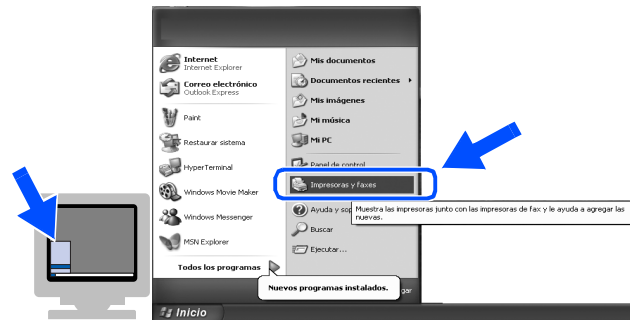 Internet
Internet Explorer
Correo electrónico
Outlook Express
Paint
Restaurar sistema
HyperTerminal
Windows Movie Maker
Windows Messenger
MSN Explorer
Todos los programas
Mis documentos
Documentos recientes
Mis imágenes
Mi música
Mi PC
Panel de control
Impresoras y faxes
Ayuda y sop
Muestra las impresoras junto con las impresoras de fax y le ayuda a agregar las
nuevas.
Buscar
Ejecutar...
Nuevos programas instalados.
gar
Inicio